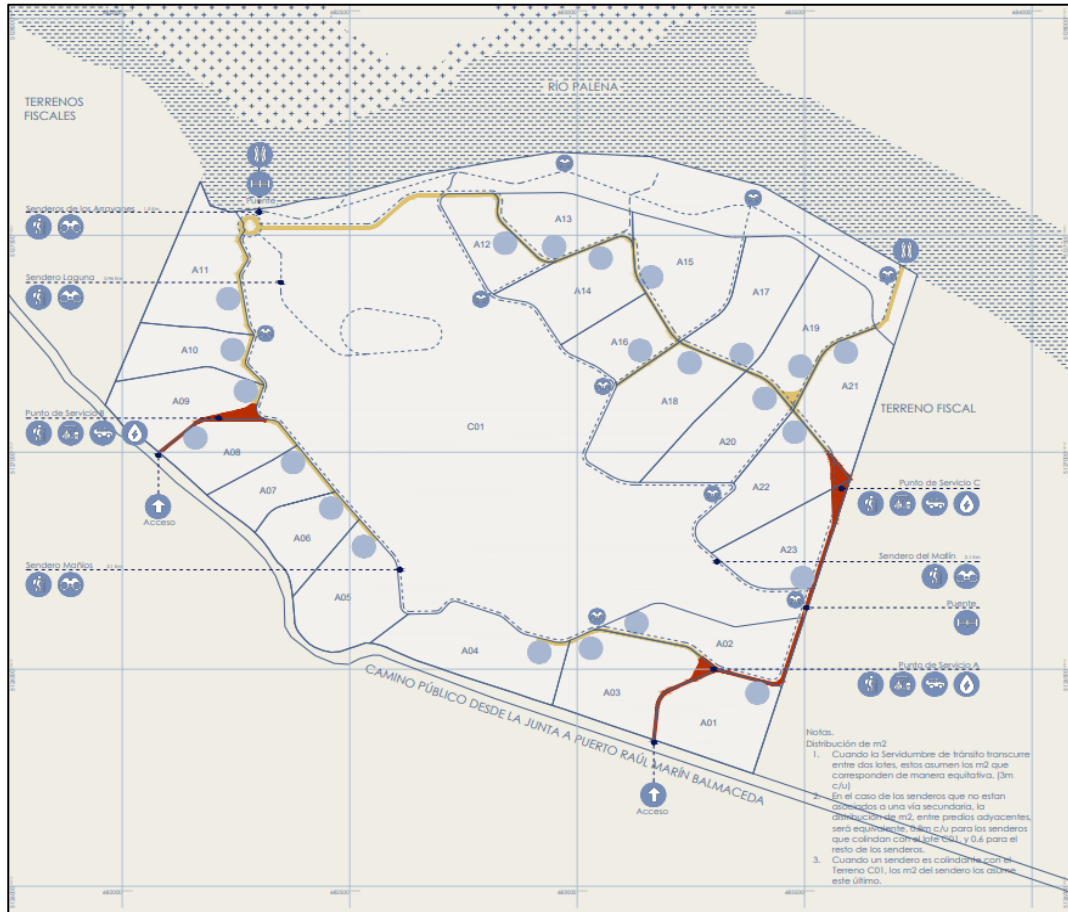 RÍO PALENA
TERRENOS
FISCALES
Puente
Senderos de los Arrayanes
A13
A12
A15
A11
Sendero Laguna
A14
A17
A19
A10
A16
A21
A09
A18
TERRENO FISCAL
Punto de Servicio B
C01
A20
A08
A07
A22
Punto de Servicio C
Acceso
A06
A23
Sendero del Mallín
Sendero Mañíos
A05
Puente
A02
A04
Punto de Servicio A
A03
A01
CAMINO PÚBLICO DESDE LA JUNTA A PUERTO RAÚL MARÍN BALMACEDA
Acceso
Notas.
Distribución de m2
1. Cuando la Servidumbre de tránsito transcurre
entre dos lotes, estos asumen los m2 que
corresponden de manera equitativa. (3m
c/u)
2. En el caso de los senderos que no estan
asociados a una vía secundaria, la
distribución de m2, entre predios adyacentes,
será equivalente, 0.8m c/u para los senderos
que colindan con el lote C01, y 0.6 para el
resto de los senderos.
3. Cuando un sendero es colindante con el
Terreno C01, los m2 del sendero los asume
este último.